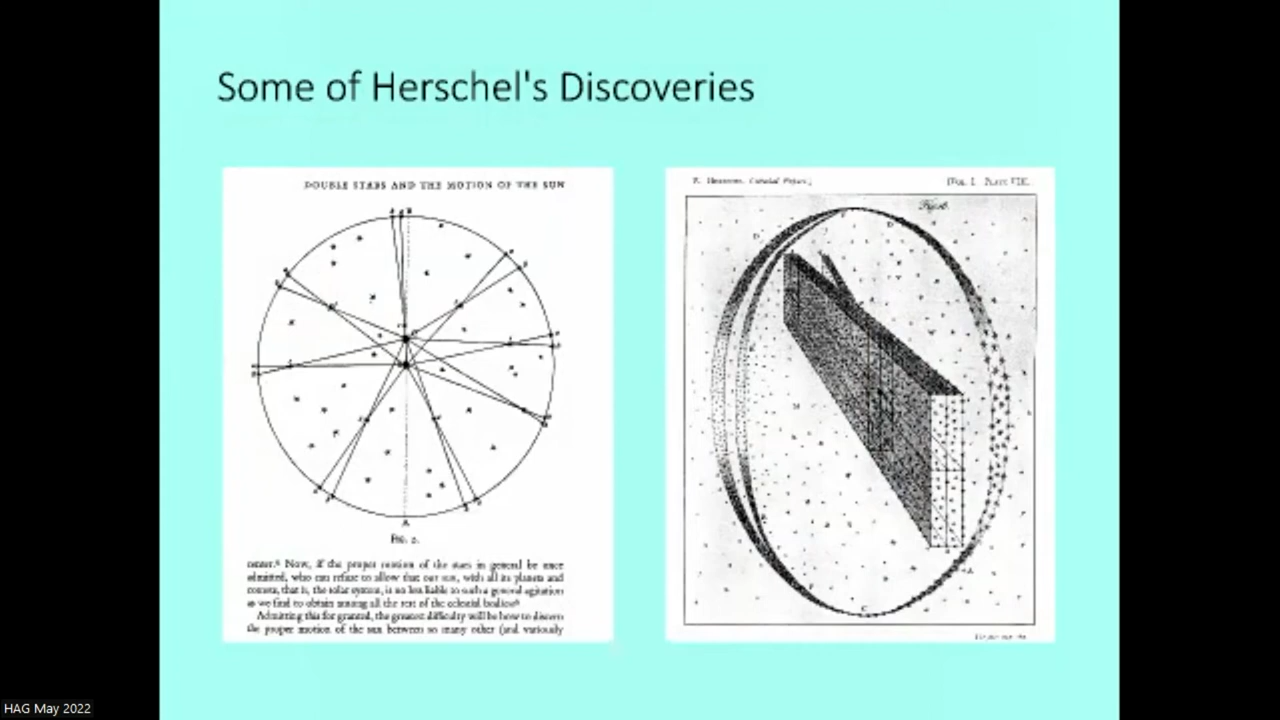 Some of Herschel's Discoveries
DOUBLE STARS AND THE MOTION OF THE SUN
A
FIG. 2.
center.⁸ Now, if the proper motion of the stars in general be once
admitted, who can refuse to allow that our sun, with all its planets and
comets, that is, the solar system, is no less liable to such a general agitation
as we find to obtain among all the rest of the celestial bodies⁹
Admitting this for granted, the greatest difficulty will be how to discern
the proper motion of the sun between so many other (and variously
[VOL. I. PLATE VIII.
C
HAG May 2022